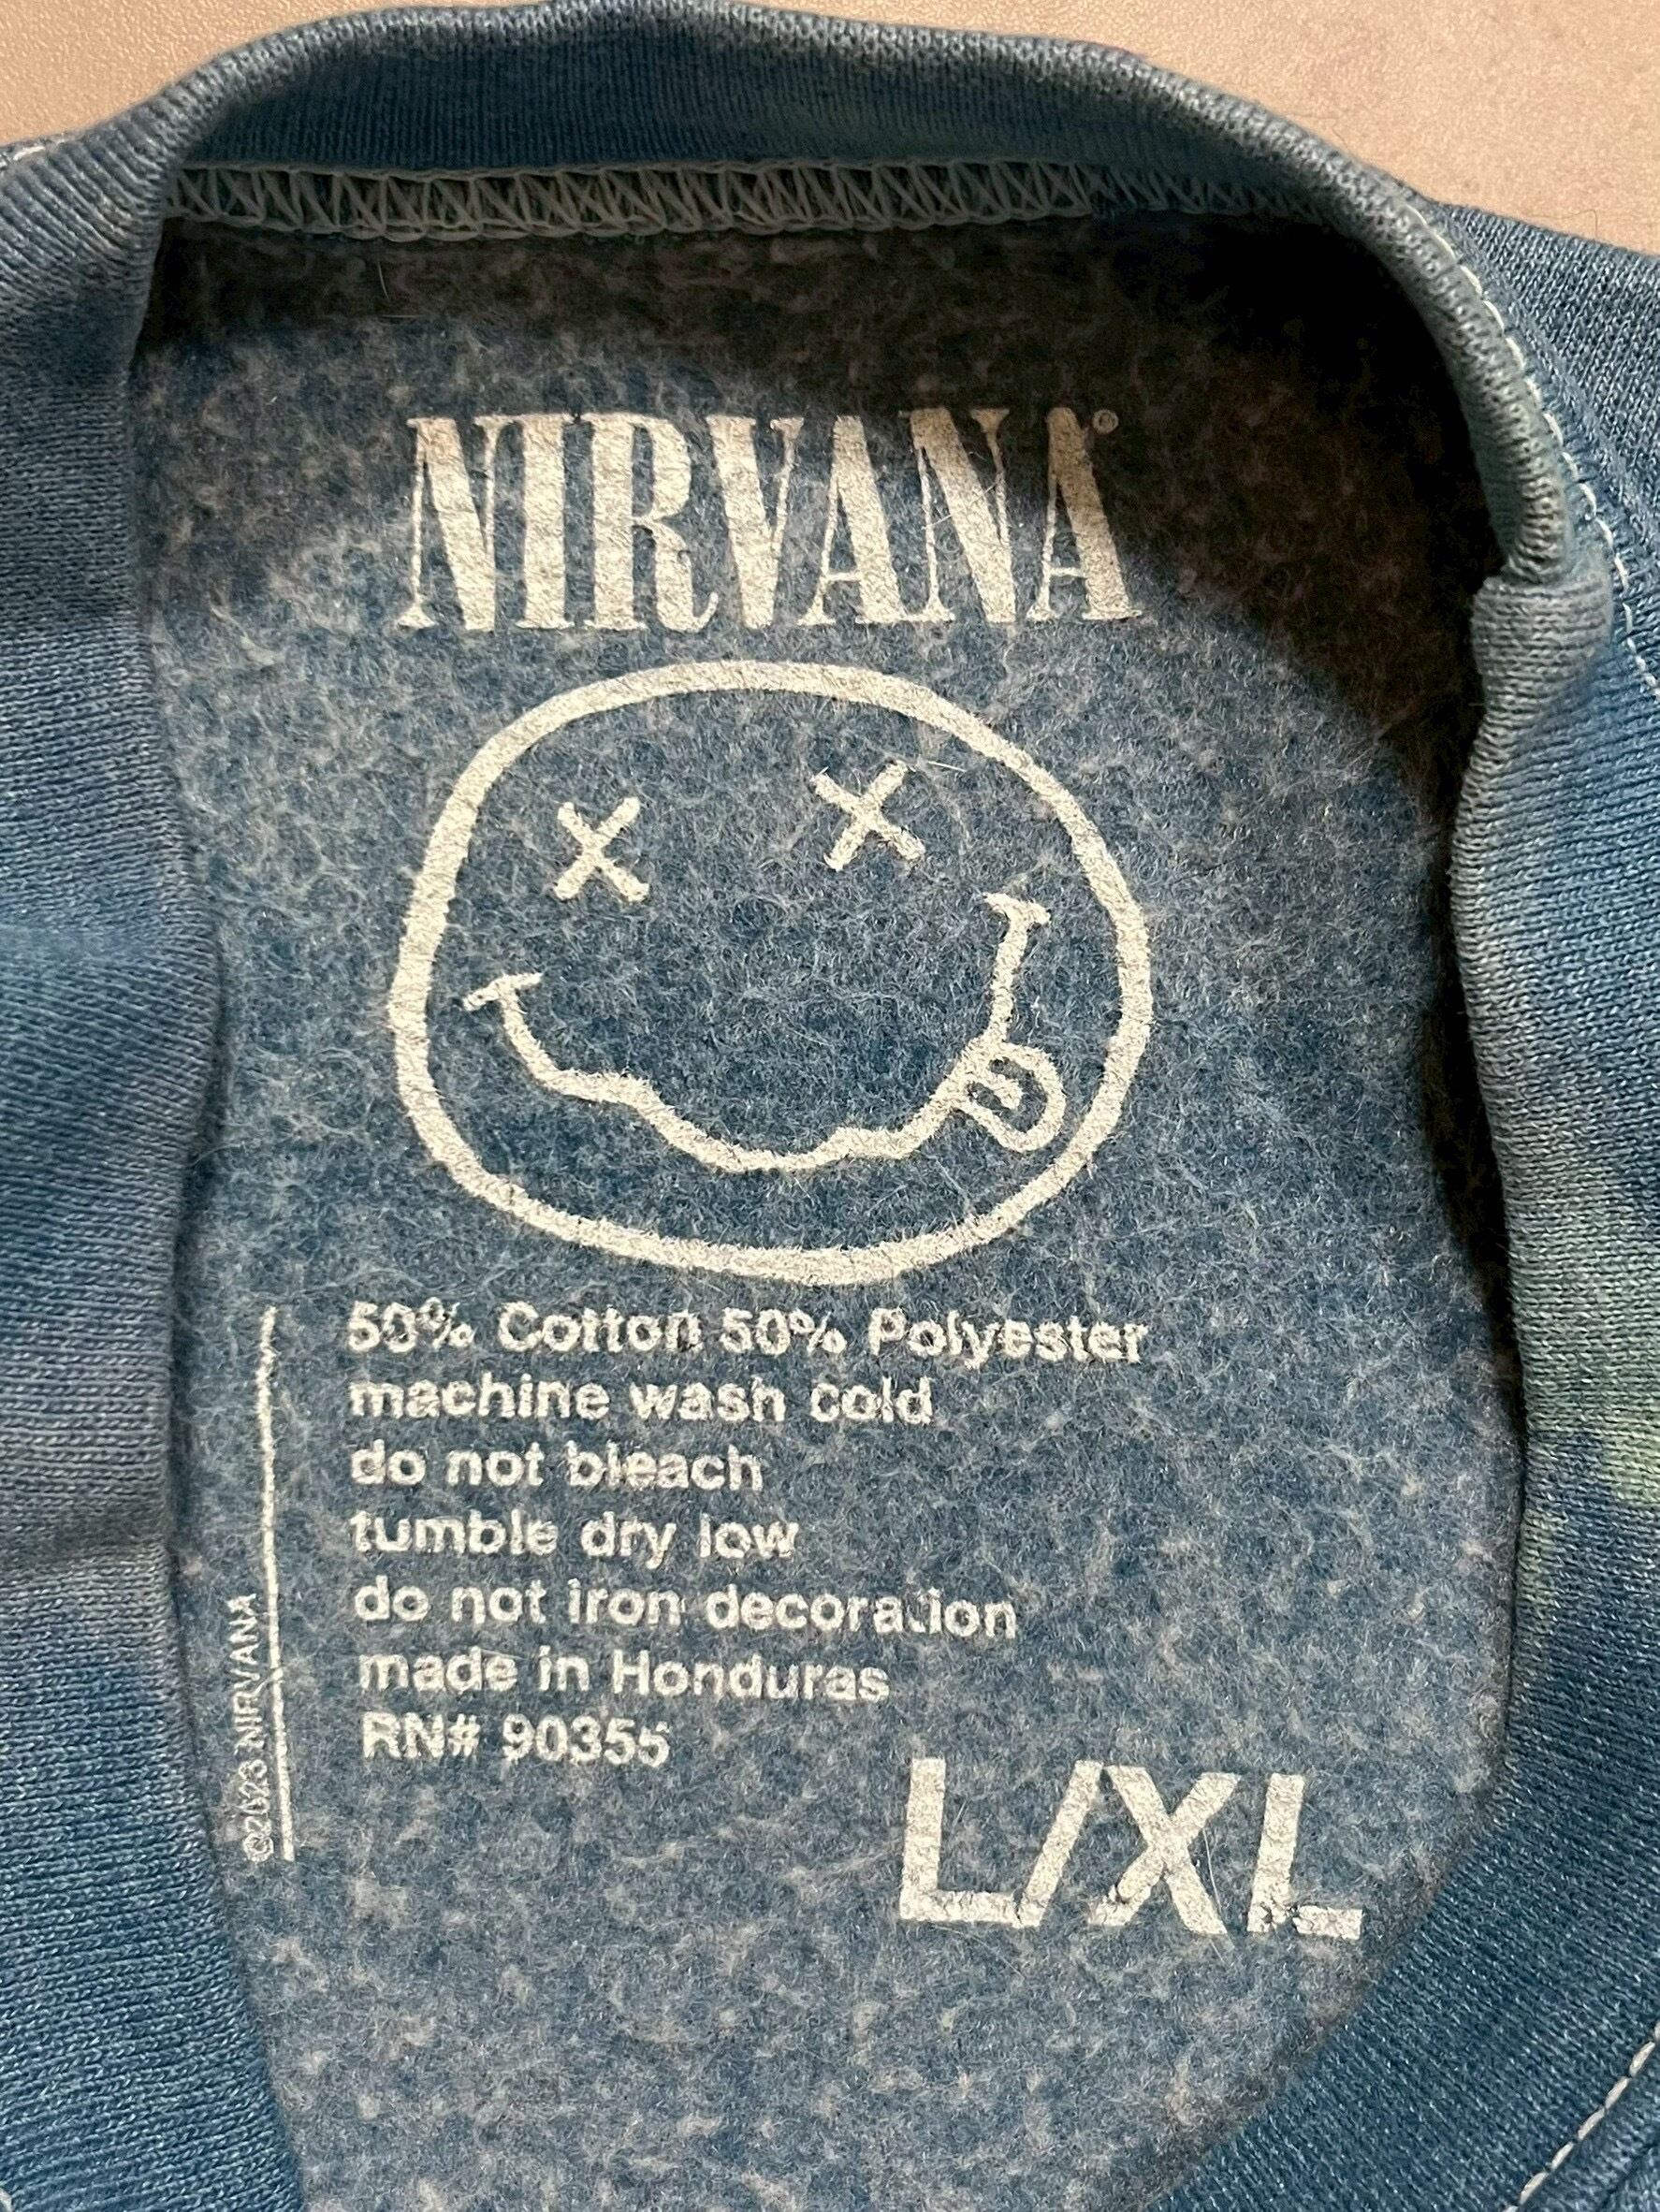 NIRVANA®
50% Cotton 50% Polyester
machine wash cold
do not bleach
tumble dry low
do not iron decoration
made in Honduras
RN# 90355
L/XL
©2023 NIRVANA